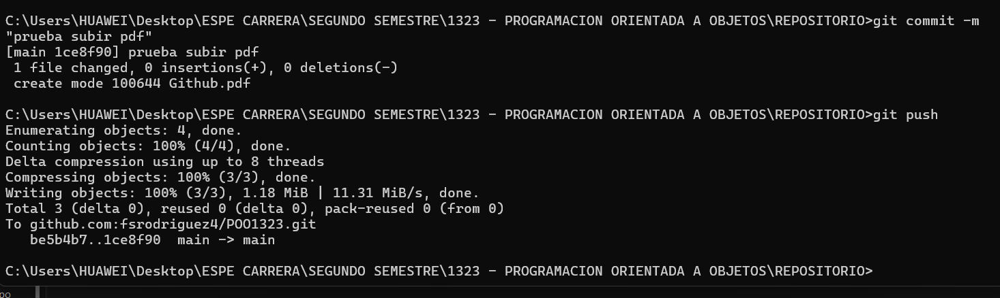 C:\Users\HUAWEI\Desktop\ESPE CARRERA\SEGUNDO SEMESTRE\1323 - PROGRAMACION ORIENTADA A OBJETOS\REPOSITORIO>git commit -m
"prueba subir pdf"
[main 1ce8f90] prueba subir pdf
 1 file changed, 0 insertions(+), 0 deletions(-)
 create mode 100644 Github.pdf
C:\Users\HUAWEI\Desktop\ESPE CARRERA\SEGUNDO SEMESTRE\1323 - PROGRAMACION ORIENTADA A OBJETOS\REPOSITORIO>git push
Enumerating objects: 4, done.
Counting objects: 100% (4/4), done.
Delta compression using up to 8 threads
Compressing objects: 100% (3/3), done.
Writing objects: 100% (3/3), 1.18 MiB | 11.31 MiB/s, done.
Total 3 (delta 0), reused 0 (delta 0), pack-reused 0 (from 0)
To github.com:fsrodriguez4/POO1323.git
   be5b4b7..1ce8f90  main -> main
C:\Users\HUAWEI\Desktop\ESPE CARRERA\SEGUNDO SEMESTRE\1323 - PROGRAMACION ORIENTADA A OBJETOS\REPOSITORIO>